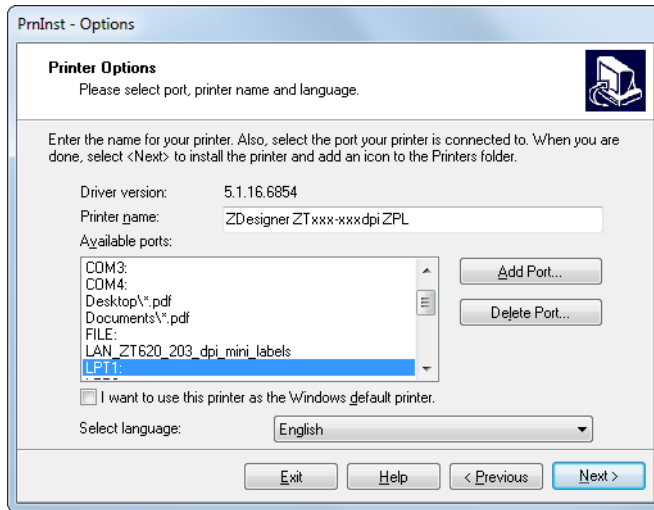 PrnInst - Options
Printer Options
Please select port, printer name and language.
Enter the name for your printer. Also, select the port your printer is connected to. When you are
done, select <Next> to install the printer and add an icon to the Printers folder.
Driver version: 5.1.16.6854
Printer name: ZDesigner ZTxxx-xxxdpi ZPL
Available ports:
COM3:
COM4:
Desktop\*.pdf
Documents\*.pdf
FILE:
LAN_ZT620_203_dpi_mini_labels
LPT1:
Add Port...
Delete Port...
I want to use this printer as the Windows default printer.
Select language: English
Exit Help < Previous Next >